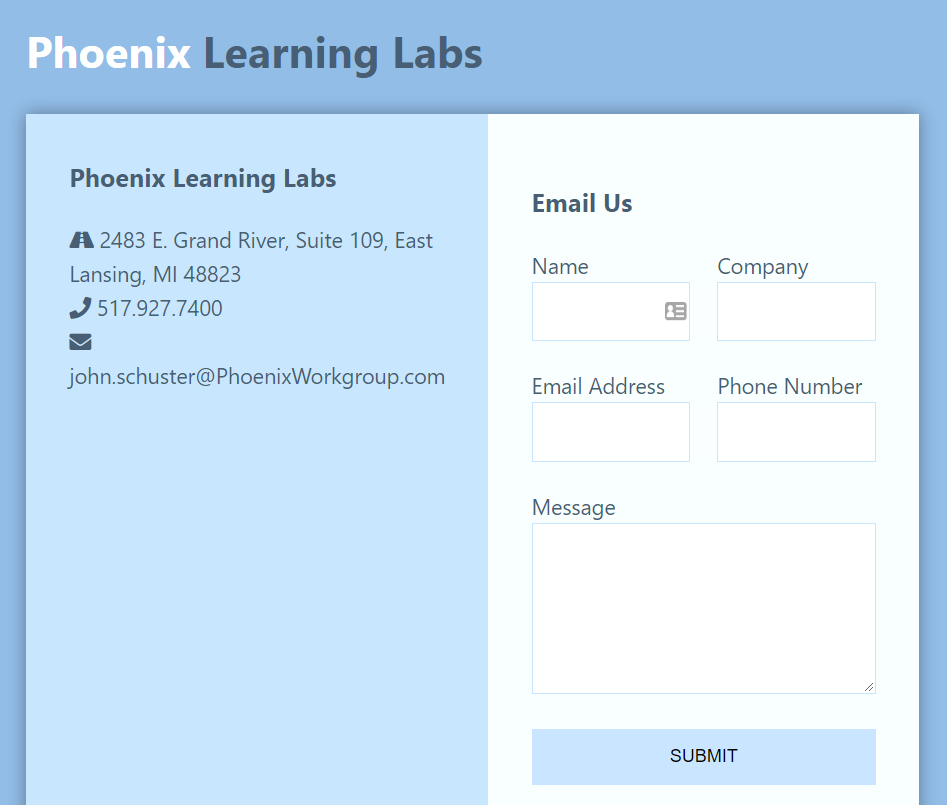 Phoenix Learning Labs
Phoenix Learning Labs
2483 E. Grand River, Suite 109, East
Lansing, MI 48823
517.927.7400
john.schuster@PhoenixWorkgroup.com
Email Us
Name
Company
Email Address
Phone Number
Message
SUBMIT